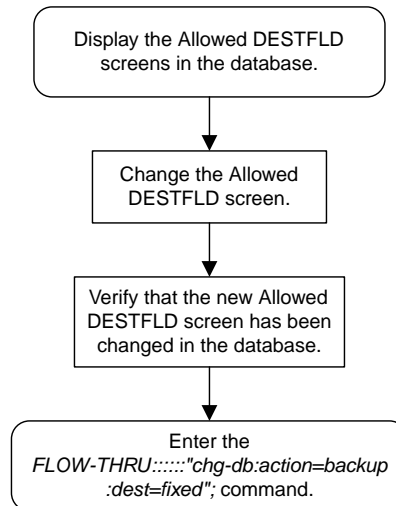 Display the Allowed DESTFLD
screens in the database.
Change the Allowed
DESTFLD screen.
Verify that the new Allowed
DESTFLD screen has been
changed in the database.
Enter the
FLOW-THRU::::::"chg-db:action=backup
:dest=fixed"; command.